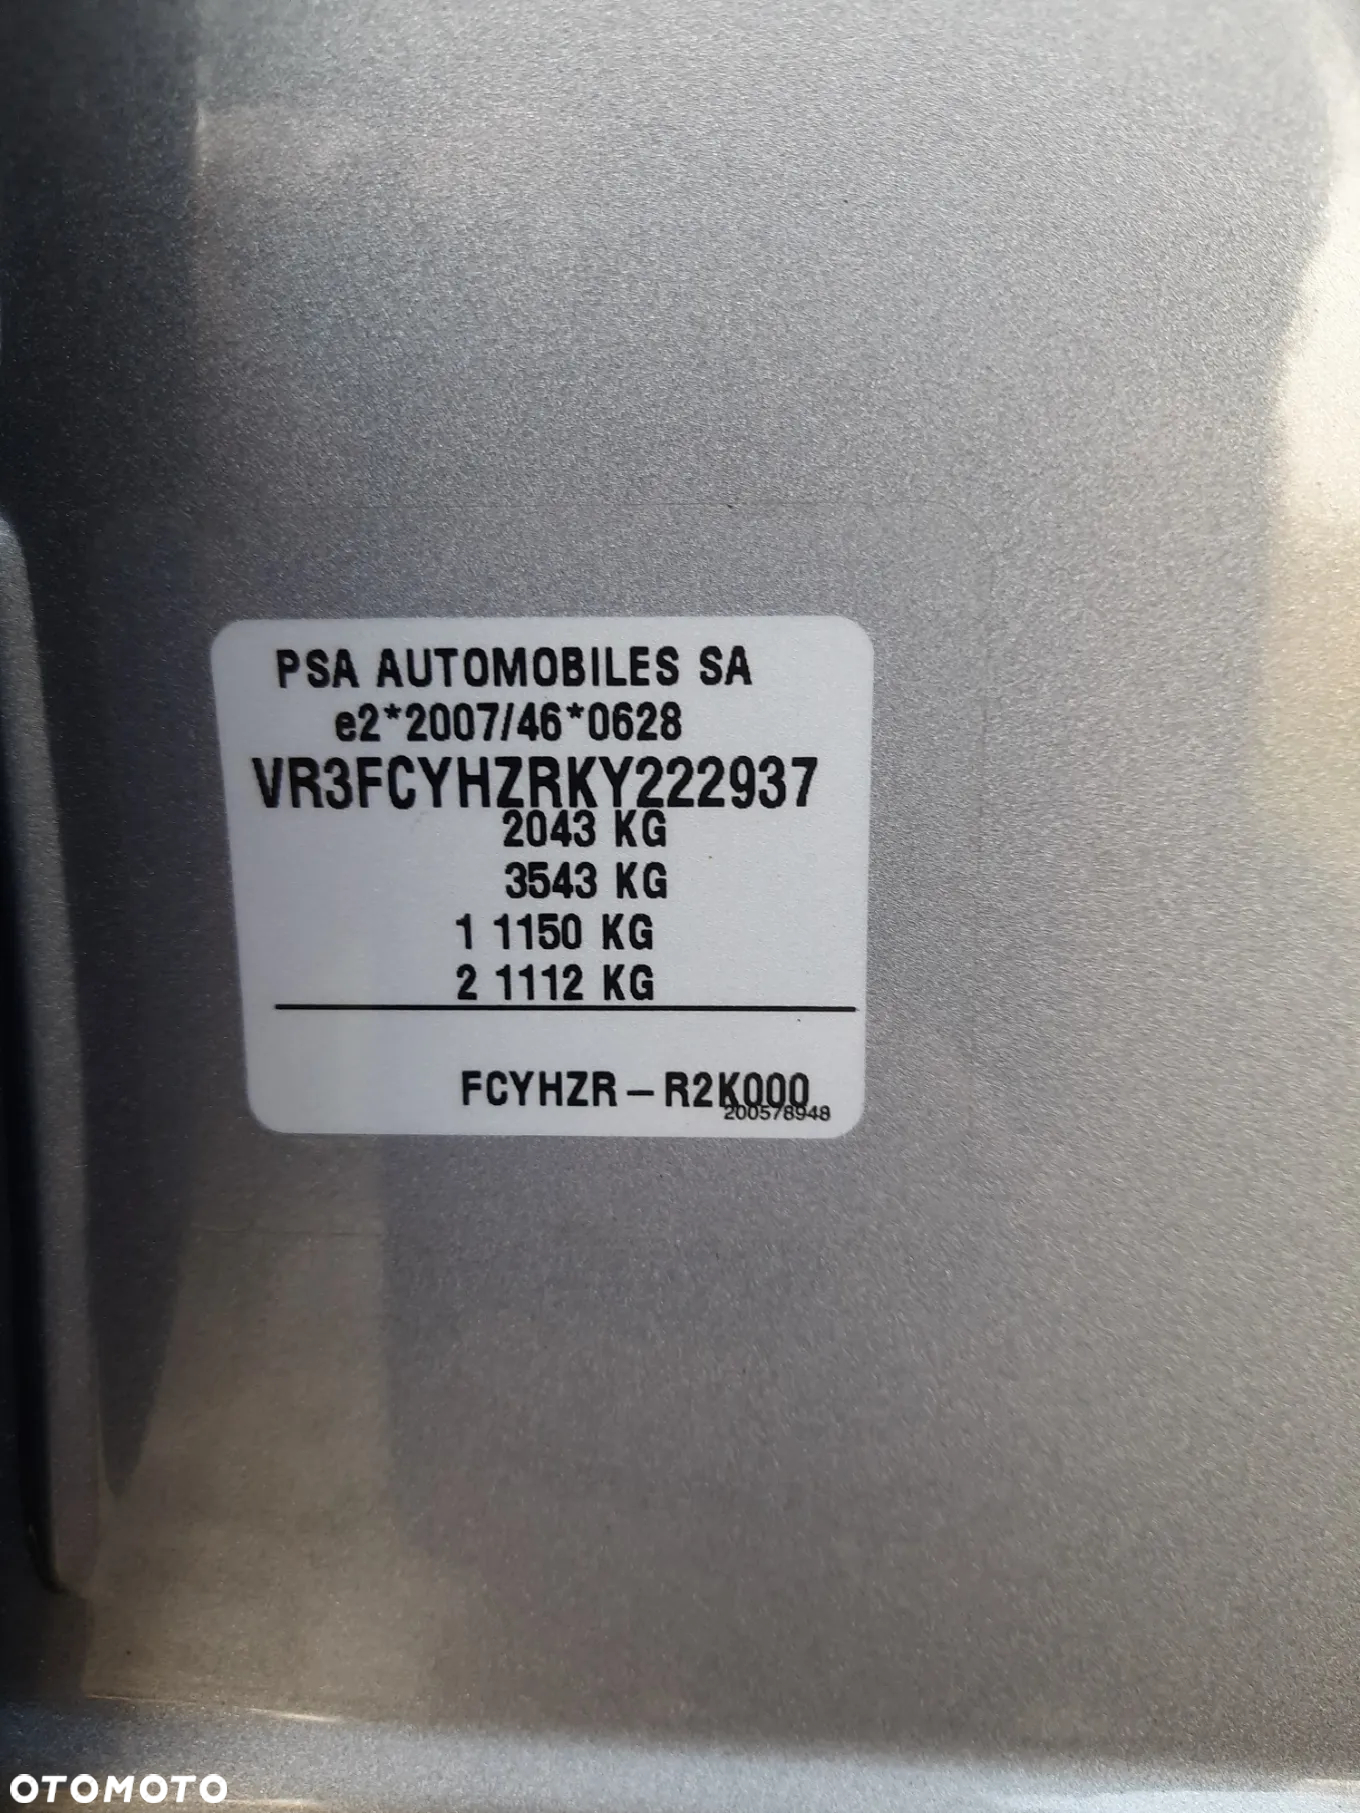 PSA AUTOMOBILES SA
e2*2007/46*0628
VR3FCYHZRKY222937
2043 KG
3543 KG
1 1150 KG
2 1112 KG
FCYHZR – R2K000
200578948
OTOMOTO